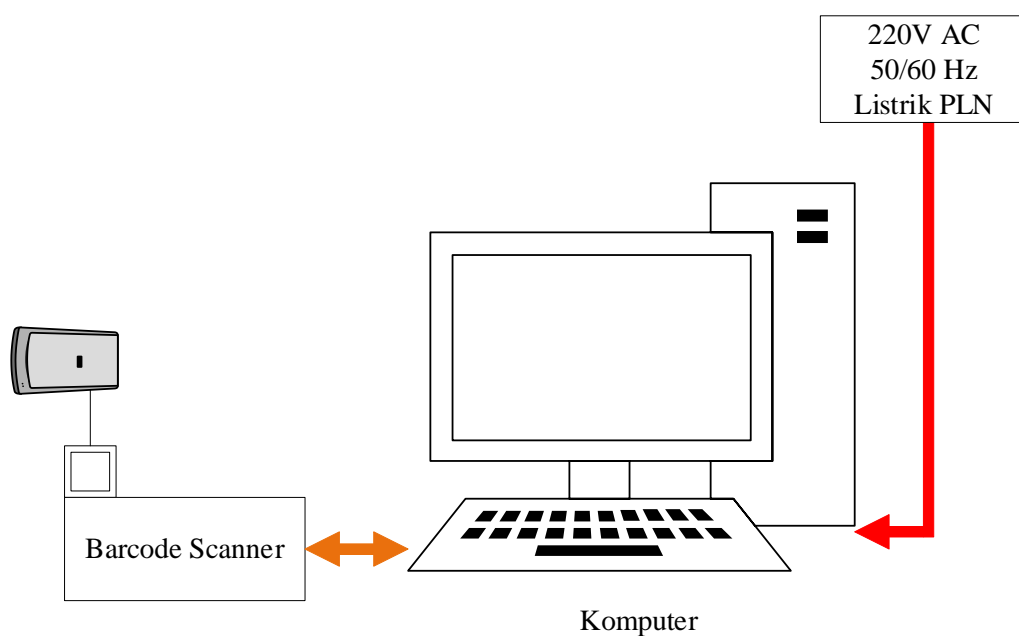 220V AC
50/60 Hz
Listrik PLN
Barcode Scanner
Komputer